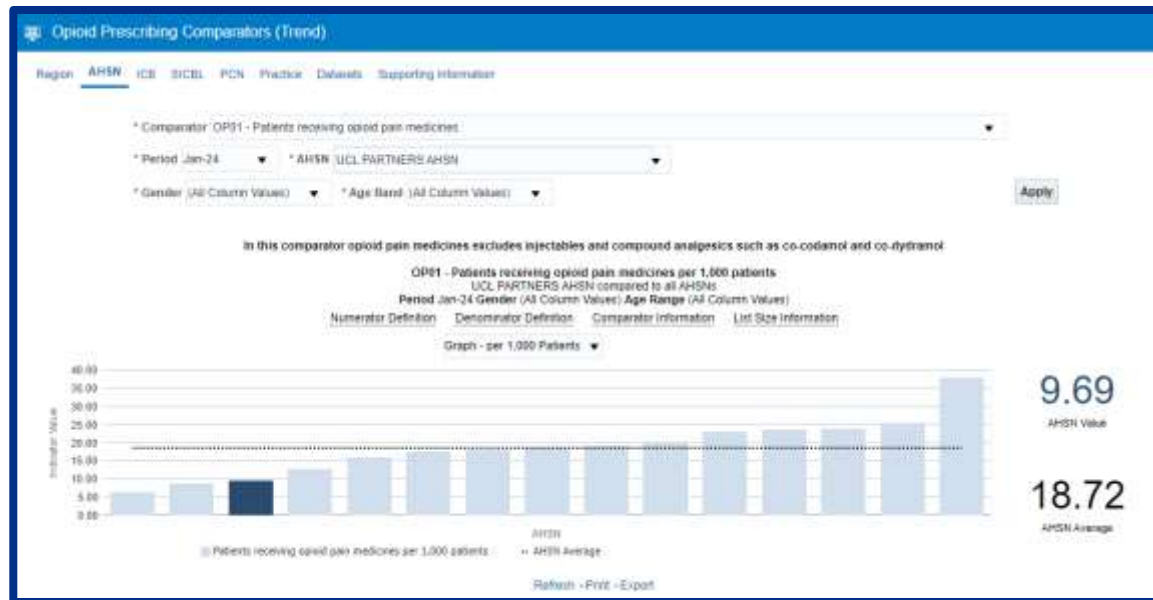 Opioid Prescribing Comparators (Trend)
Region AHSN ICB SICBL PCN Practice Datasets Supporting Information
* Comparator OP01 - Patients receiving opioid pain medicines
* Period Jan-24 * AHSN UCL PARTNERS AHSN
* Gender (All Column Values) * Age Band (All Column Values)
Apply
In this comparator opioid pain medicines excludes injectables and compound analgesics such as co-codamol and co-dydramol
OP01 - Patients receiving opioid pain medicines per 1,000 patients
UCL PARTNERS AHSN compared to all AHSNs
Period Jan-24 Gender (All Column Values) Age Range (All Column Values)
Numerator Definition Denominator Definition Comparator Information List Size Information
Graph - per 1,000 Patients
40.00
35.00
30.00
25.00
20.00
15.00
10.00
5.00
0.00
Indicator Value
9.69
AHSN Value
18.72
AHSN Average
AHSN
Patients receiving opioid pain medicines per 1,000 patients AHSN Average
Refresh - Print - Export